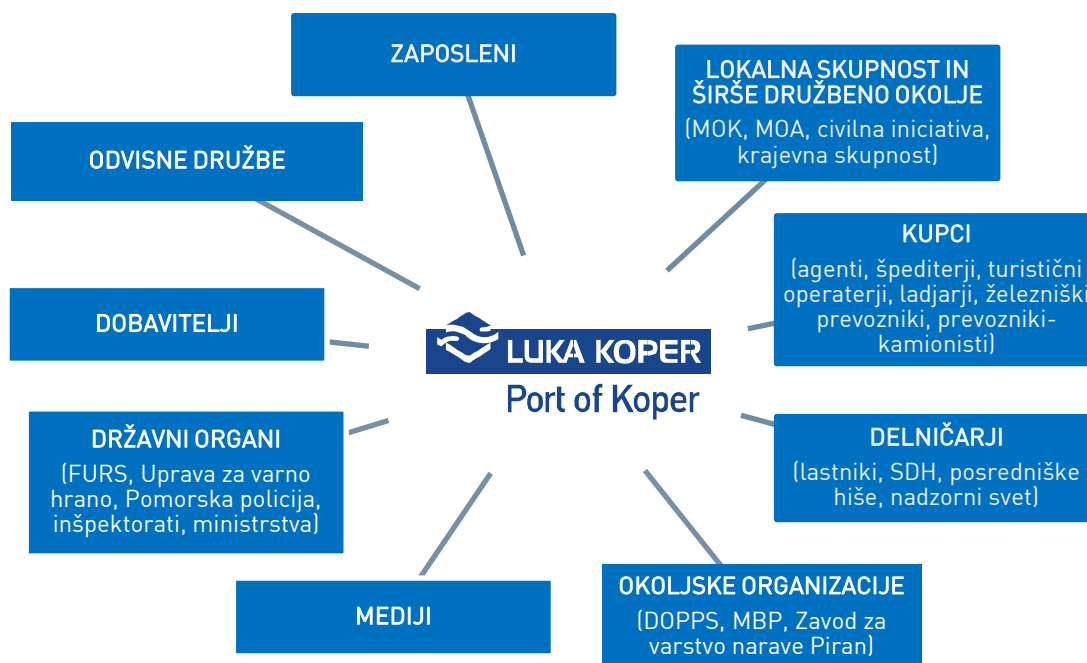 ZAPOSLENI
LOKALNA SKUPNOST IN
ŠIRŠE DRUŽBENO OKOLJE
(MOK, MOA, civilna iniciativa,
krajevna skupnost)
ODVISNE DRUŽBE
KUPCI
(agenti, špediterji, turistični
operaterji, ladjarji, železniški
prevozniki, prevozniki-
kamionisti)
DOBAVITELJI
LUKA KOPER
Port of Koper
DRŽAVNI ORGANI
(FURS, Uprava za varno
hrano, Pomorska policija,
inšpektorati, ministrstva)
DELNIČARJI
(lastniki, SDH, posredniške
hiše, nadzorni svet)
MEDIJI
OKOLJSKE ORGANIZACIJE
(DOPPS, MBP, Zavod za
varstvo narave Piran)